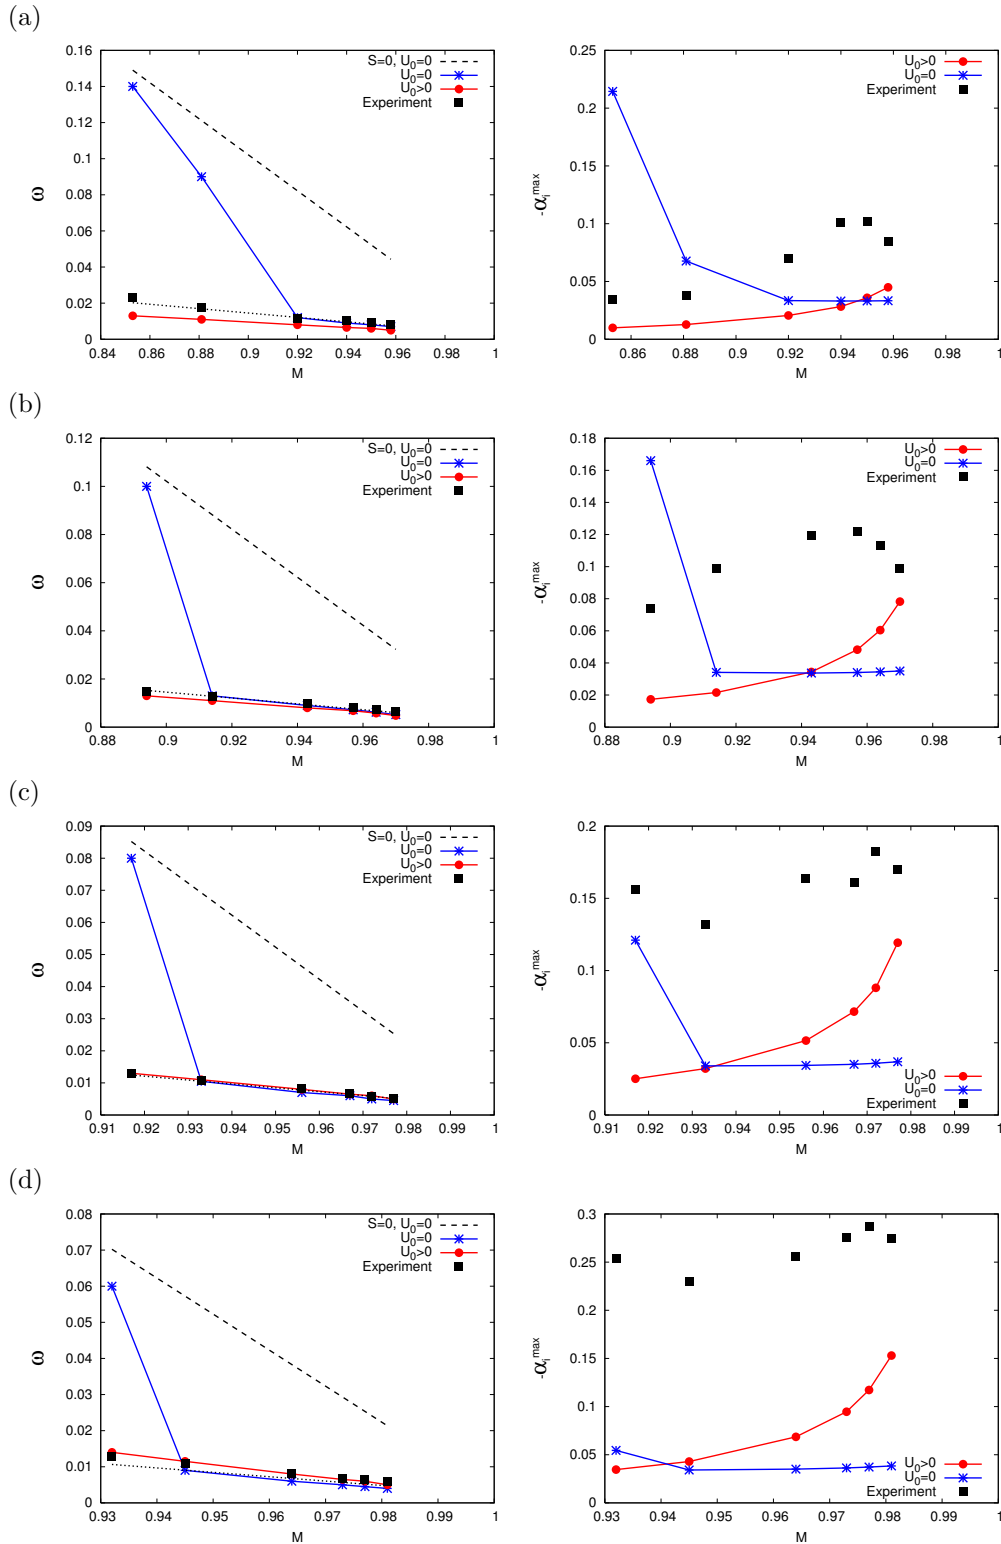 (a)
0.16
0.14
0.12
0.1
0.08
0.06
0.04
0.02
0
0.84 0.86 0.88 0.9 0.92 0.94 0.96 0.98 1
ω
M
S=0, U0=0
U0=0
U0>0
Experiment
0.25
0.2
0.15
0.1
0.05
0
0.86 0.88 0.9 0.92 0.94 0.96 0.98 1
-αi^max
M
U0>0
U0=0
Experiment
(b)
0.12
0.1
0.08
0.06
0.04
0.02
0
0.88 0.9 0.92 0.94 0.96 0.98 1
ω
M
S=0, U0=0
U0=0
U0>0
Experiment
0.18
0.16
0.14
0.12
0.1
0.08
0.06
0.04
0.02
0
0.88 0.9 0.92 0.94 0.96 0.98 1
-αi^max
M
U0>0
U0=0
Experiment
(c)
0.09
0.08
0.07
0.06
0.05
0.04
0.03
0.02
0.01
0
0.91 0.92 0.93 0.94 0.95 0.96 0.97 0.98 0.99 1
ω
M
S=0, U0=0
U0=0
U0>0
Experiment
0.2
0.15
0.1
0.05
0
0.91 0.92 0.93 0.94 0.95 0.96 0.97 0.98 0.99 1
-αi^max
M
U0>0
U0=0
Experiment
(d)
0.08
0.07
0.06
0.05
0.04
0.03
0.02
0.01
0
0.93 0.94 0.95 0.96 0.97 0.98 0.99 1
ω
M
S=0, U0=0
U0=0
U0>0
Experiment
0.3
0.25
0.2
0.15
0.1
0.05
0
0.93 0.94 0.95 0.96 0.97 0.98 0.99 1
-αi^max
M
U0>0
U0=0
Experiment